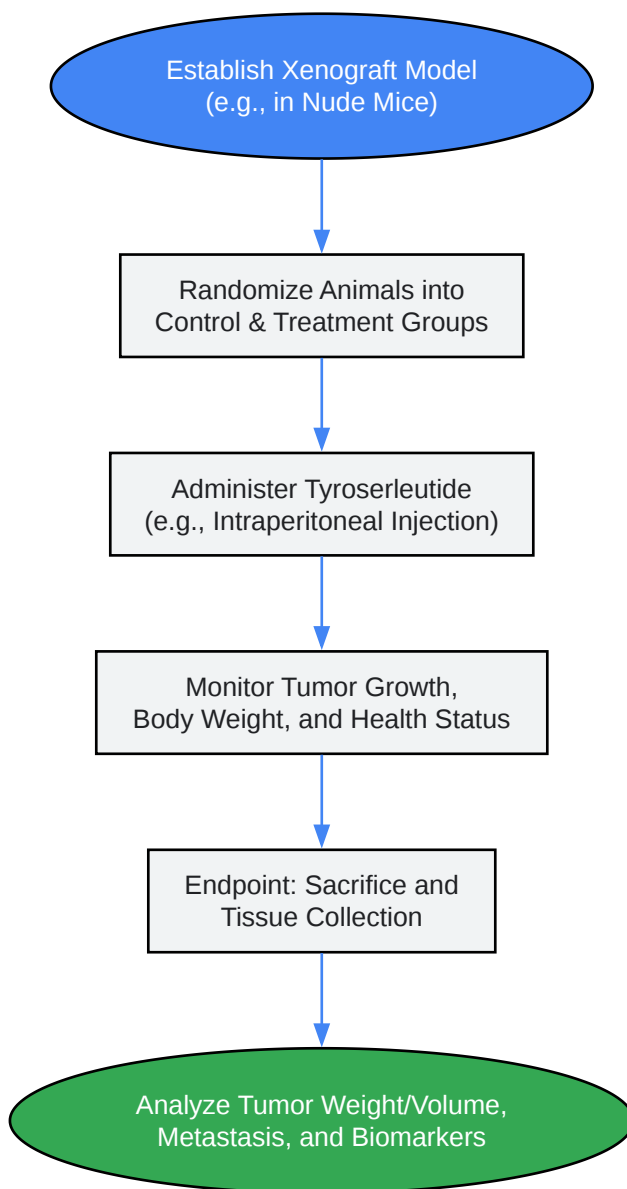 Establish Xenograft Model
(e.g., in Nude Mice)
Randomize Animals into
Control & Treatment Groups
Administer Tyroserleutide
(e.g., Intraperitoneal Injection)
Monitor Tumor Growth,
Body Weight, and Health Status
Endpoint: Sacrifice and
Tissue Collection
Analyze Tumor Weight/Volume,
Metastasis, and Biomarkers